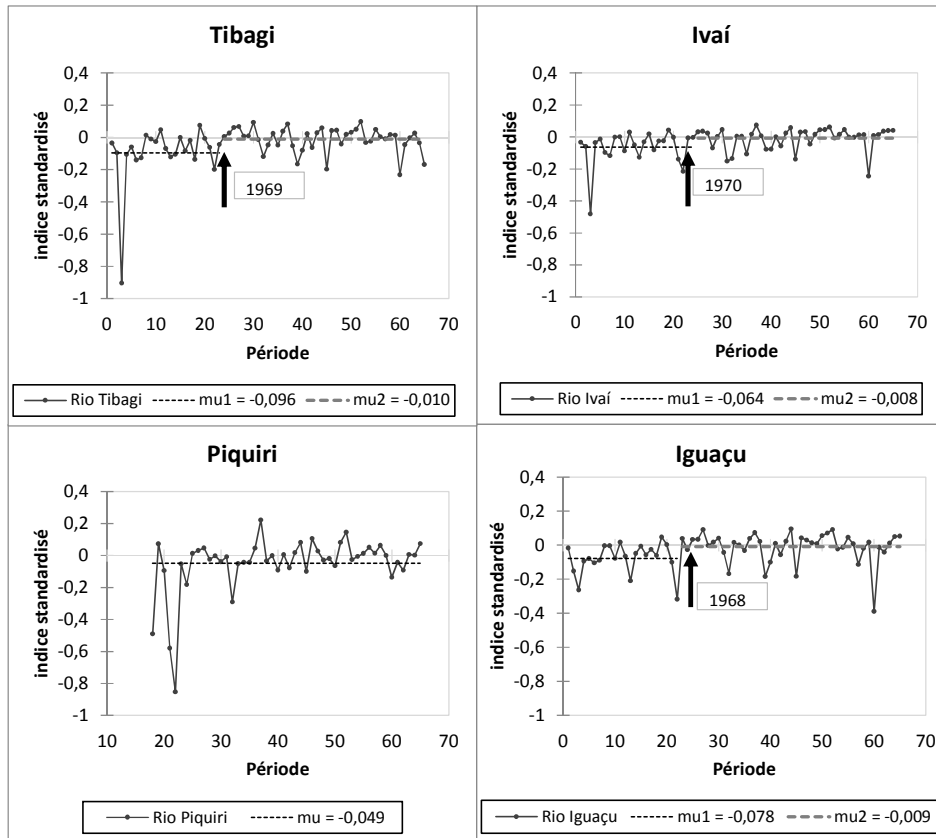 Tibagi
0,4
0,2
0
-0,2
-0,4
-0,6
-0,8
-1
indice standardisé
1969
0 10 20 30 40 50 60 70
Période
Rio Tibagi mu1 = -0,096 mu2 = -0,010
Ivaí
0,4
0,2
0
-0,2
-0,4
-0,6
-0,8
-1
indice standardisé
1970
0 10 20 30 40 50 60 70
Période
Rio Ivaí mu1 = -0,064 mu2 = -0,008
Piquiri
0,4
0,2
0
-0,2
-0,4
-0,6
-0,8
-1
indice standardisé
10 20 30 40 50 60 70
Période
Rio Piquiri mu = -0,049
Iguaçu
0,4
0,2
0
-0,2
-0,4
-0,6
-0,8
-1
indice standardisé
1968
0 10 20 30 40 50 60 70
Période
Rio Iguaçu mu1 = -0,078 mu2 = -0,009